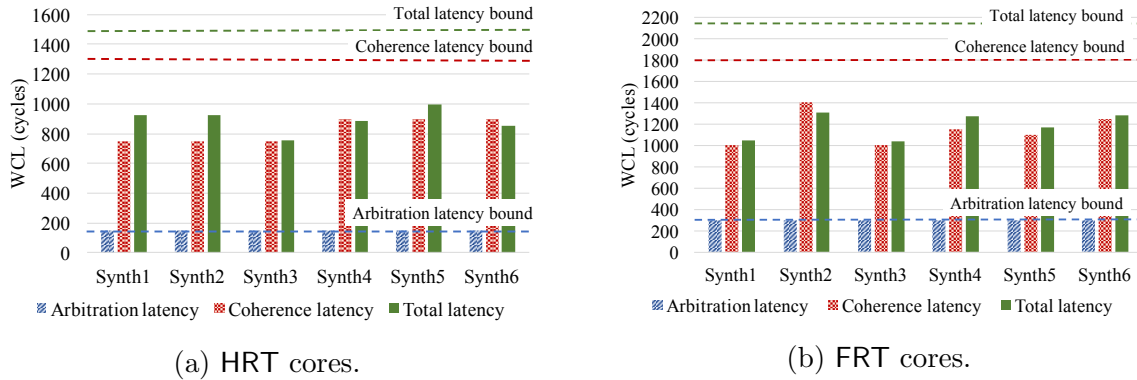 WCL (cycles)
1600
1400
1200
1000
800
600
400
200
0
Total latency bound
Coherence latency bound
Arbitration latency bound
Synth1 Synth2 Synth3 Synth4 Synth5 Synth6
Arbitration latency Coherence latency Total latency
(a) HRT cores.
WCL (cycles)
2200
2000
1800
1600
1400
1200
1000
800
600
400
200
0
Total latency bound
Coherence latency bound
Arbitration latency bound
Synth1 Synth2 Synth3 Synth4 Synth5 Synth6
Arbitration latency Coherence latency Total latency
(b) FRT cores.